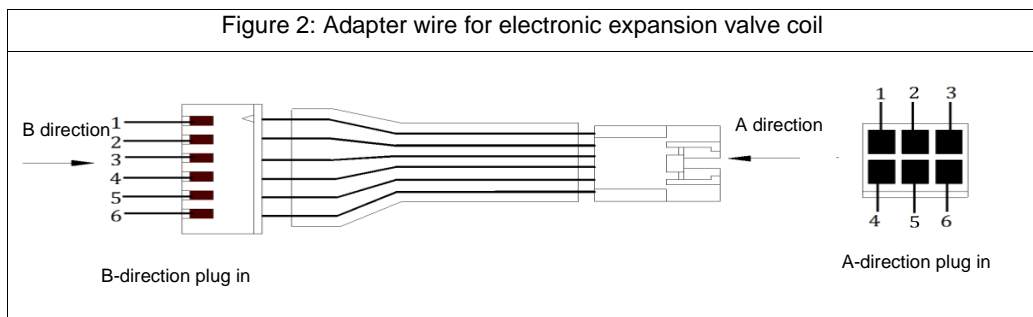 Figure 2: Adapter wire for electronic expansion valve coil
B direction
1
2
3
4
5
6
B-direction plug in
A direction
1 2 3
4 5 6
A-direction plug in